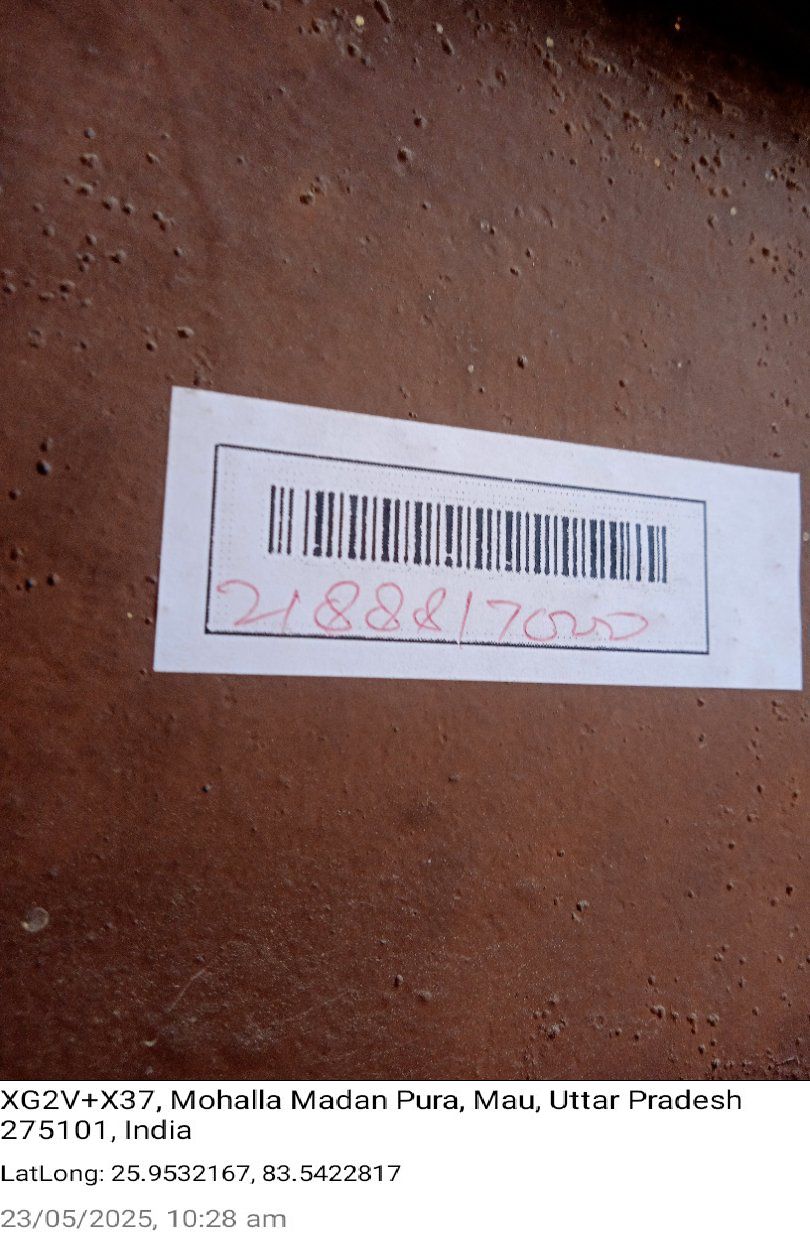 2188817000
XG2V+X37, Mohalla Madan Pura, Mau, Uttar Pradesh
275101, India
LatLong: 25.9532167, 83.5422817
23/05/2025, 10:28 am